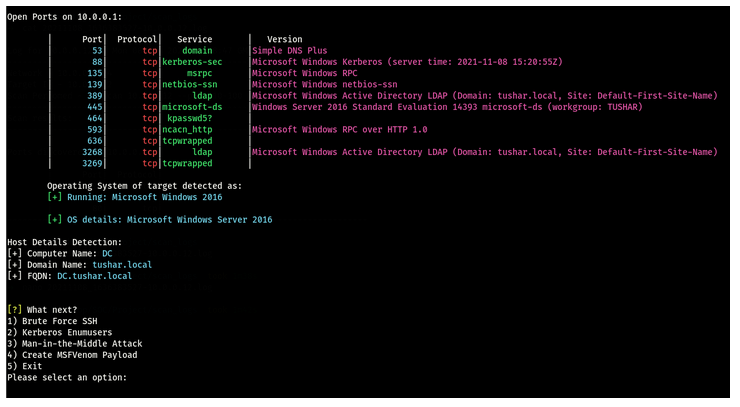 Open Ports on 10.0.0.1:
| Port| Protocol| Service | Version
| 53| tcp| domain |Simple DNS Plus
| 88| tcp|kerberos-sec |Microsoft Windows Kerberos (server time: 2021-11-08 15:20:55Z)
| 135| tcp| msrpc |Microsoft Windows RPC
| 139| tcp|netbios-ssn |Microsoft Windows netbios-ssn
| 389| tcp| ldap |Microsoft Windows Active Directory LDAP (Domain: tushar.local, Site: Default-First-Site-Name)
| 445| tcp|microsoft-ds |Windows Server 2016 Standard Evaluation 14393 microsoft-ds (workgroup: TUSHAR)
| 464| tcp| kpasswd5? |
| 593| tcp|ncacn_http |Microsoft Windows RPC over HTTP 1.0
| 636| tcp|tcpwrapped |
| 3268| tcp| ldap |Microsoft Windows Active Directory LDAP (Domain: tushar.local, Site: Default-First-Site-Name)
| 3269| tcp|tcpwrapped |
Operating System of target detected as:
[+] Running: Microsoft Windows 2016
[+] OS details: Microsoft Windows Server 2016
Host Details Detection:
[+] Computer Name: DC
[+] Domain Name: tushar.local
[+] FQDN: DC.tushar.local
[?] What next?
1) Brute Force SSH
2) Kerberos Enumusers
3) Man-in-the-Middle Attack
4) Create MSFVenom Payload
5) Exit
Please select an option: